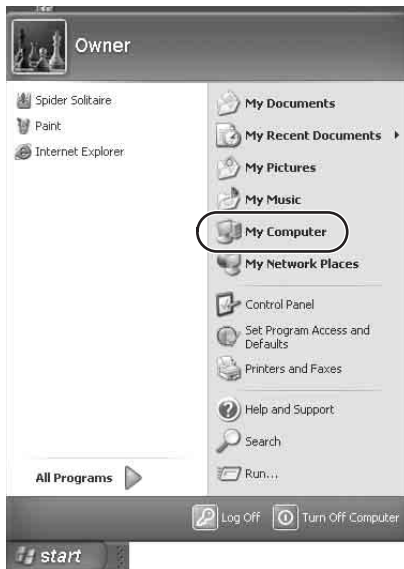 Owner
Spider Solitaire
Paint
Internet Explorer
All Programs
My Documents
My Recent Documents
My Pictures
My Music
My Computer
My Network Places
Control Panel
Set Program Access and
Defaults
Printers and Faxes
Help and Support
Search
Run...
Log Off
Turn Off Computer
start